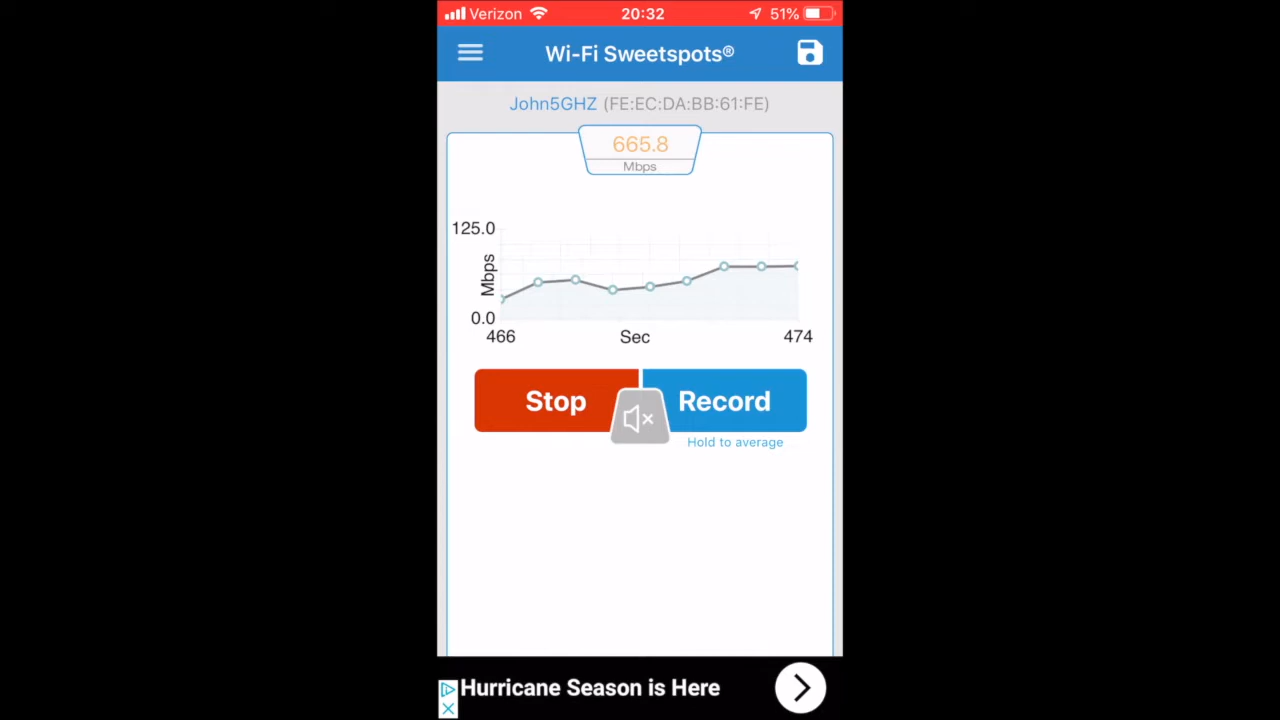 Verizon 20:32 51%
Wi-Fi Sweetspots®
John5GHZ (FE:EC:DA:BB:61:FE)
665.8
Mbps
125.0
Mbps
0.0
466 Sec 474
Stop Record
Hold to average
Hurricane Season is Here